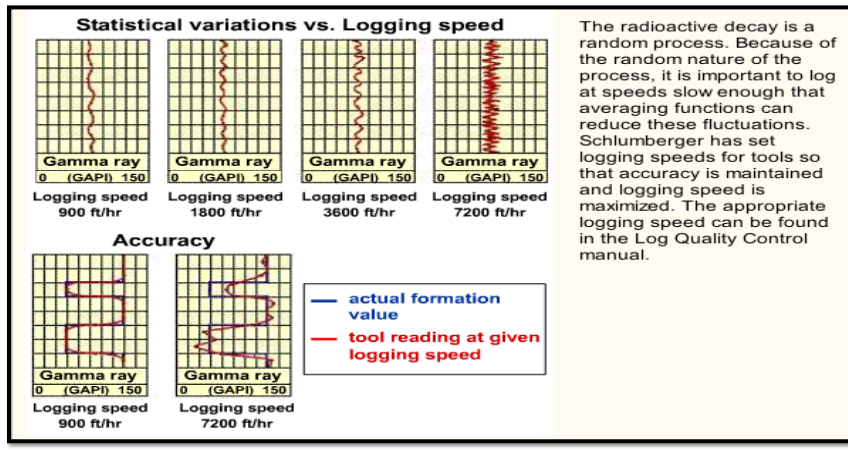 Statistical variations vs. Logging speed
Gamma ray
0 (GAPI) 150
Logging speed
900 ft/hr
Gamma ray
0 (GAPI) 150
Logging speed
1800 ft/hr
Gamma ray
0 (GAPI) 150
Logging speed
3600 ft/hr
Gamma ray
0 (GAPI) 150
Logging speed
7200 ft/hr
Accuracy
Gamma ray
0 (GAPI) 150
Logging speed
900 ft/hr
Gamma ray
0 (GAPI) 150
Logging speed
7200 ft/hr
actual formation
value
tool reading at given
logging speed
The radioactive decay is a
random process. Because of
the random nature of the
process, it is important to log
at speeds slow enough that
averaging functions can
reduce these fluctuations.
Schlumberger has set
logging speeds for tools so
that accuracy is maintained
and logging speed is
maximized. The appropriate
logging speed can be found
in the Log Quality Control
manual.